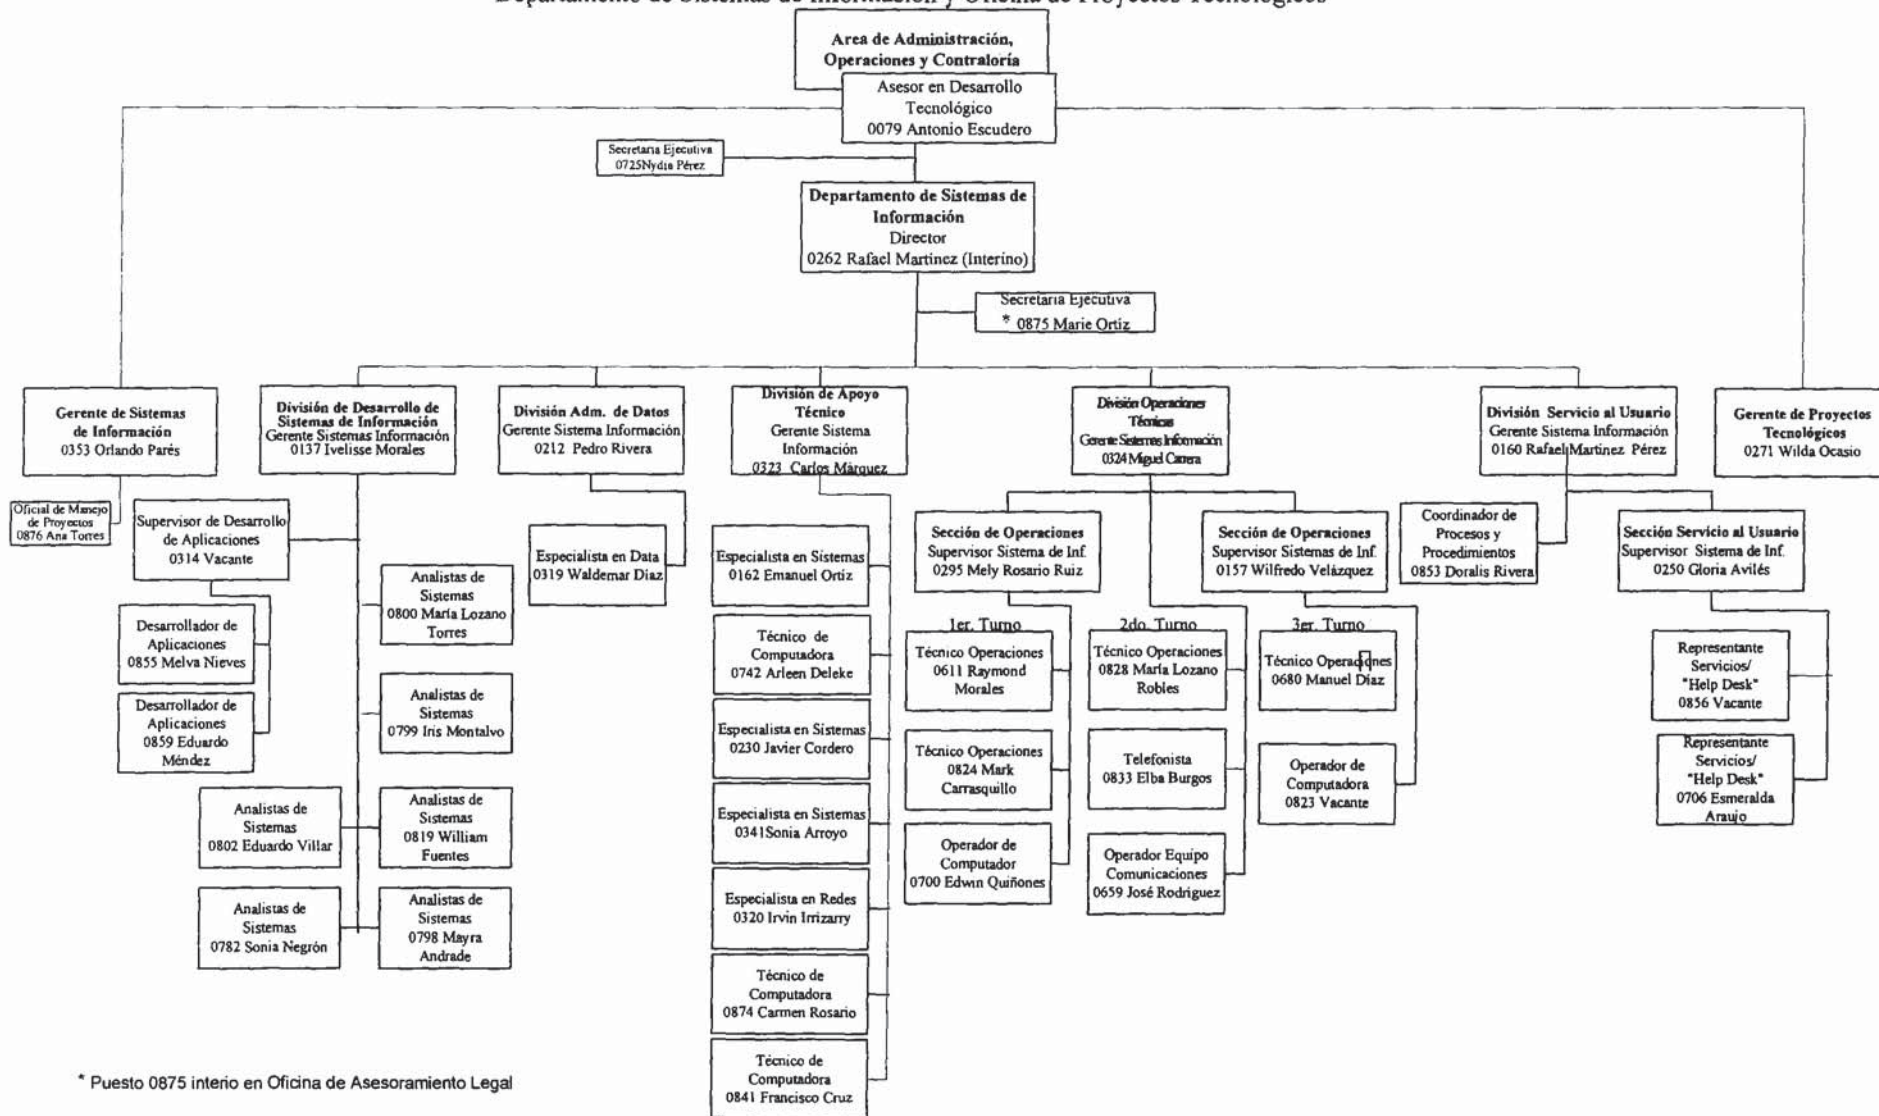 Departamento de Sistemas de Información y Oficina de Proyectos Tecnológicos
Area de Administración,
Operaciones y Contraloría
Asesor en Desarrollo
Tecnológico
0079 Antonio Escudero
Secretaria Ejecutiva
0725Nydia Pérez
Departamento de Sistemas de
Información
Director
0262 Rafael Martinez (Interino)
Secretaria Ejecutiva
* 0875 Marie Ortiz
Gerente de Sistemas
de Información
0353 Orlando Parés
Oficial de Manejo
de Proyectos
0876 Ana Torres
División de Desarrollo de
Sistemas de Información
Gerente Sistemas Información
0137 Ivelisse Morales
Supervisor de Desarrollo
de Aplicaciones
0314 Vacante
Desarrollador de
Aplicaciones
0855 Melva Nieves
Desarrollador de
Aplicaciones
0859 Eduardo
Méndez
Analistas de
Sistemas
0800 María Lozano
Torres
Analistas de
Sistemas
0799 Iris Montalvo
Analistas de
Sistemas
0802 Eduardo Villar
Analistas de
Sistemas
0819 William
Fuentes
Analistas de
Sistemas
0782 Sonia Negrón
Analistas de
Sistemas
0798 Mayra
Andrade
División Adm. de Datos
Gerente Sistema Información
0212 Pedro Rivera
Especialista en Data
0319 Waldemar Díaz
División de Apoyo
Técnico
Gerente Sistema
Información
0323 Carlos Márquez
Especialista en Sistemas
0162 Emanuel Ortiz
Técnico de
Computadora
0742 Arleen Deleke
Especialista en Sistemas
0230 Javier Cordero
Especialista en Sistemas
0341Sonia Arroyo
Especialista en Redes
0320 Irvin Irrizarry
Técnico de
Computadora
0874 Carmen Rosario
Técnico de
Computadora
0841 Francisco Cruz
División Operaciones
Técnicas
Gerente Sistemas Información
0324 Miguel Carrera
Sección de Operaciones
Supervisor Sistema de Inf.
0295 Mely Rosario Ruiz
Sección de Operaciones
Supervisor Sistemas de Inf.
0157 Wilfredo Velázquez
1er. Turno
Técnico Operaciones
0611 Raymond
Morales
Técnico Operaciones
0824 Mark
Carrasquillo
Operador de
Computador
0700 Edwin Quiñones
2do. Turno
Técnico Operaciones
0828 María Lozano
Robles
Telefonista
0833 Elba Burgos
Operador Equipo
Comunicaciones
0659 José Rodriguez
3er. Turno
Técnico Operaciones
0680 Manuel Díaz
Operador de
Computadora
0823 Vacante
División Servicio al Usuario
Gerente Sistema Información
0160 Rafael Martinez Pérez
Coordinador de
Procesos y
Procedimientos
0853 Doralis Rivera
Sección Servicio al Usuario
Supervisor Sistema de Inf.
0250 Gloria Avilés
Representante
Servicios/
"Help Desk"
0856 Vacante
Representante
Servicios/
"Help Desk"
0706 Esmeralda
Araujo
Gerente de Proyectos
Tecnológicos
0271 Wilda Ocasio
* Puesto 0875 interio en Oficina de Asesoramiento Legal